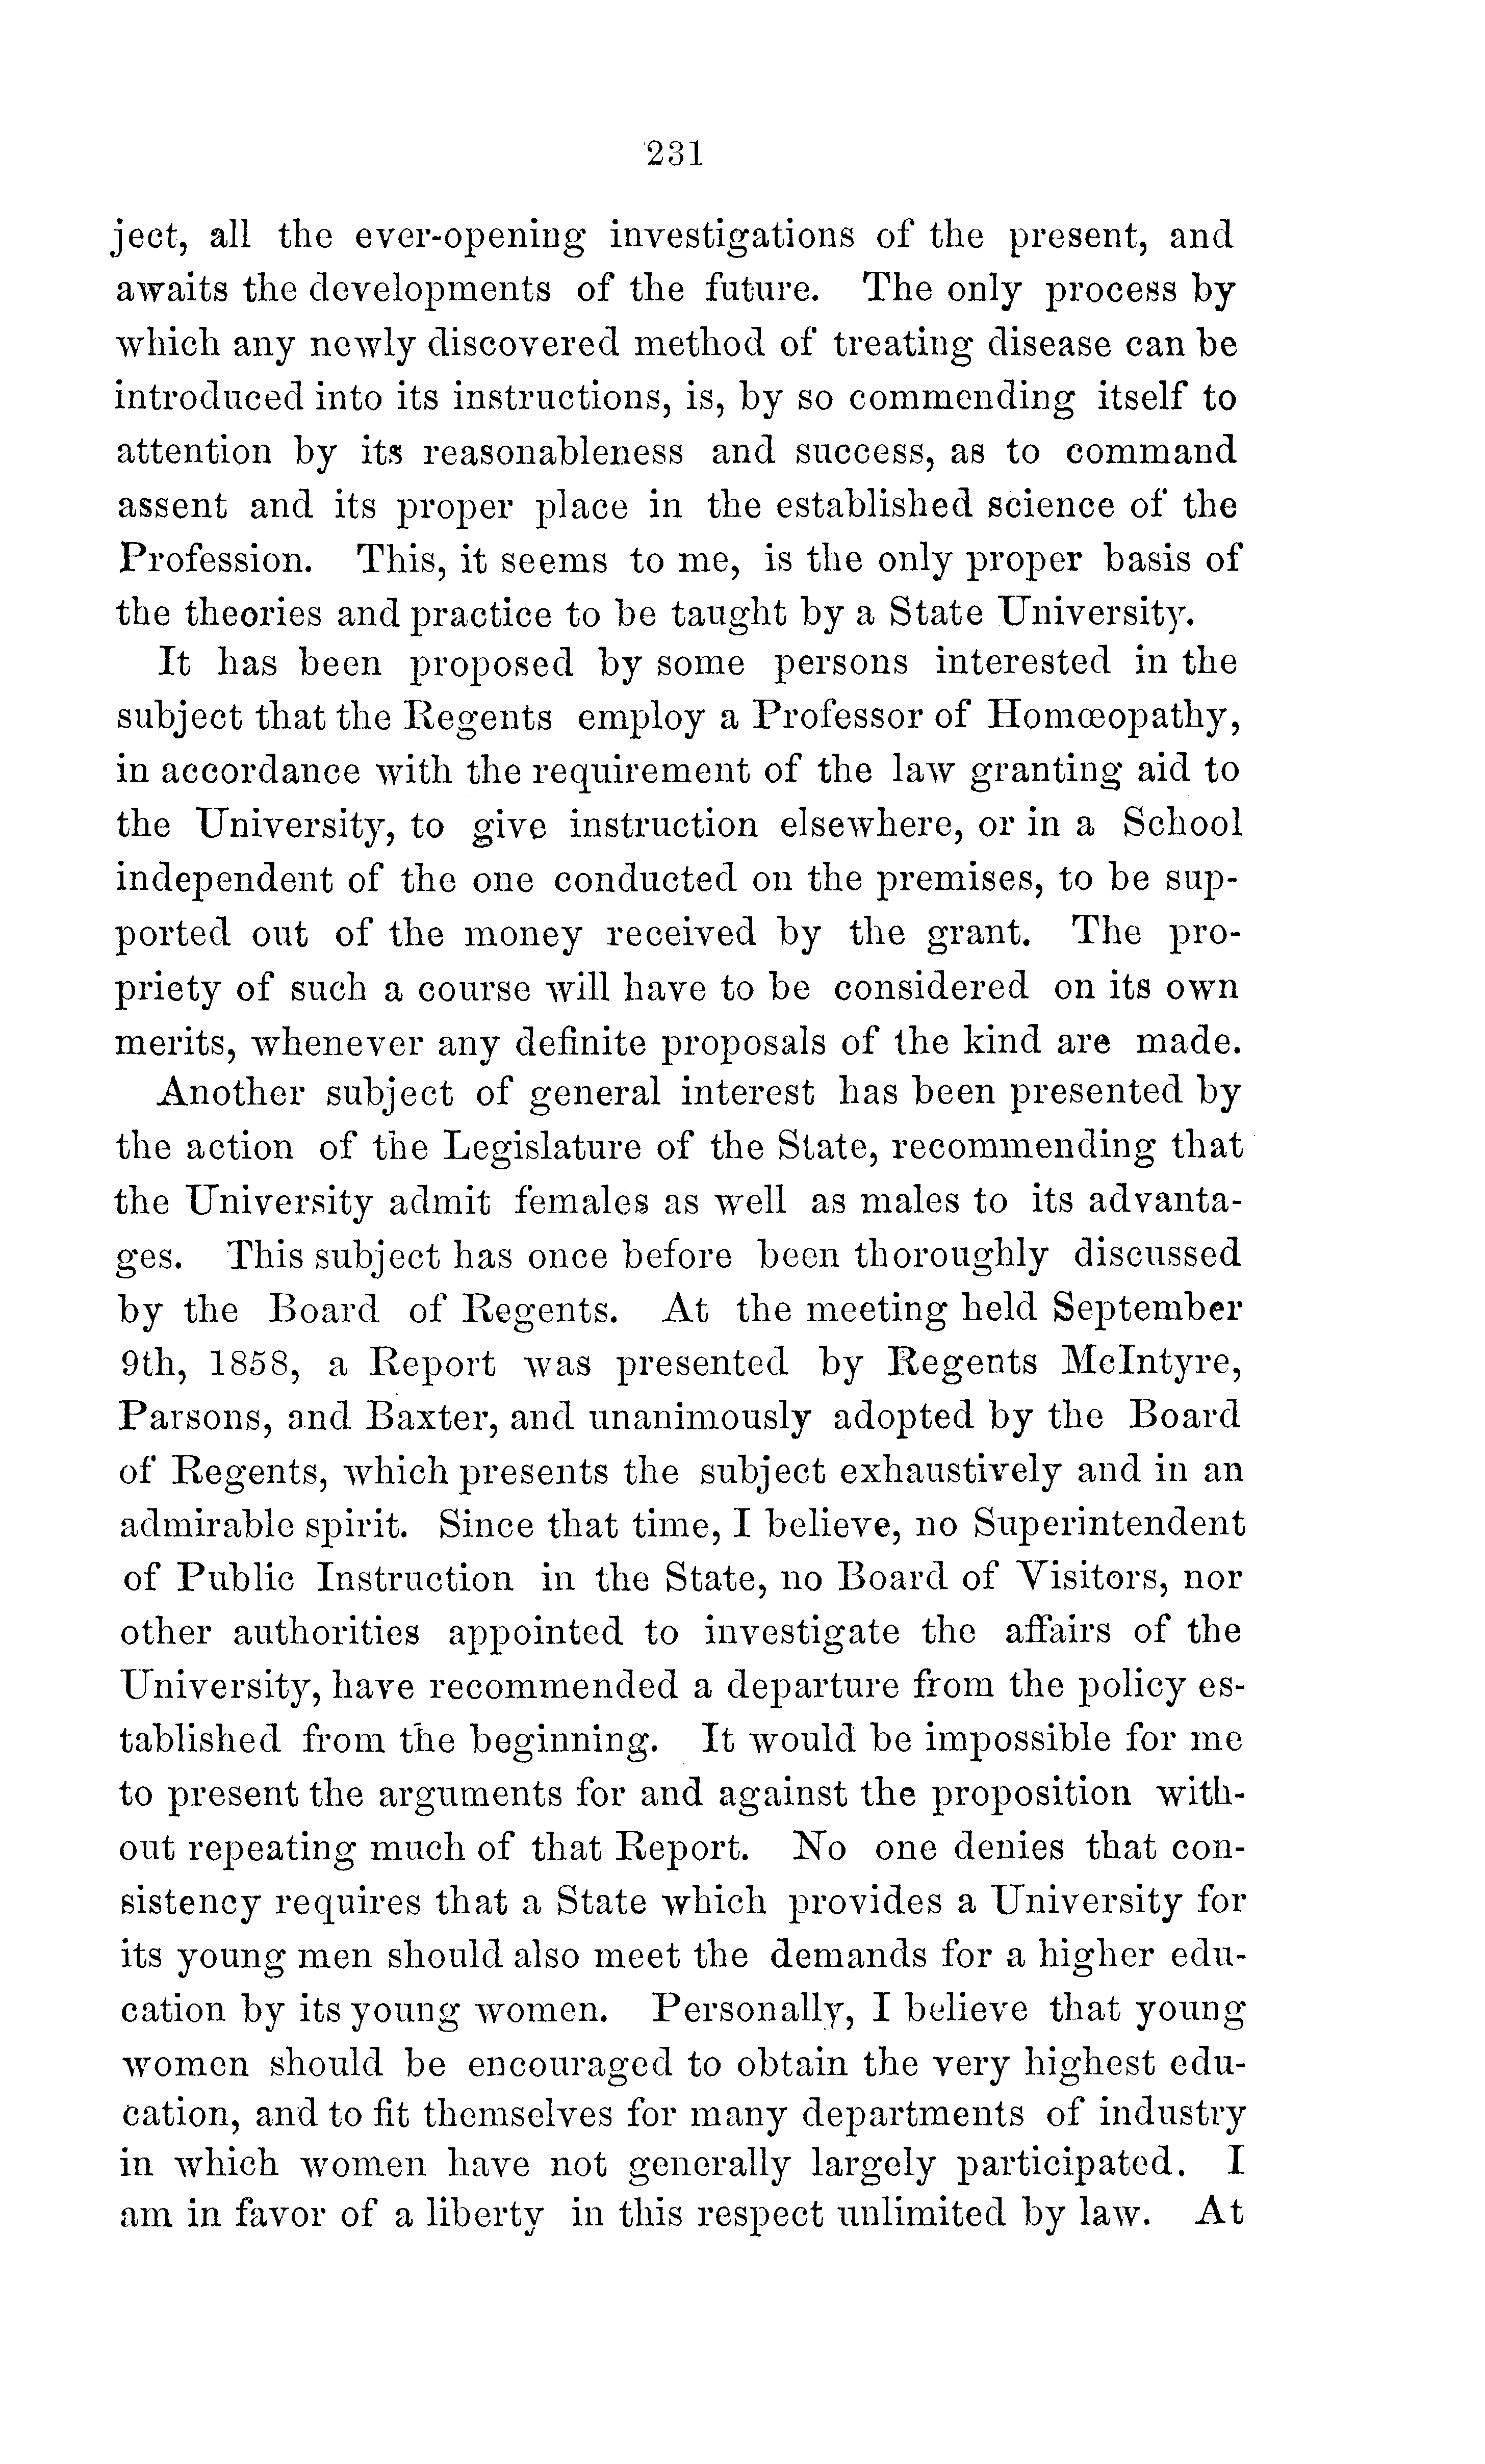 231
ject, all the ever-opening investigations of the present, and
awaits the developments of the future. The only process by
which any newly discovered method of treating disease can be
introduced into its instructions, is, by so commending itself to
attention by its reasonableness and success, as to command
assent and its proper place in the established science of the
Profession. This, it seems to me, is the only proper basis of
the theories and practice to be taught by a State University.
It has been proposed by some persons interested in the
subject that the Regents employ a Professor of Homœopathy,
in accordance with the requirement of the law granting aid to
the University, to give instruction elsewhere, or in a School
independent of the one conducted on the premises, to be sup-
ported out of the money received by the grant. The pro-
priety of such a course will have to be considered on its own
merits, whenever any definite proposals of the kind are made.
Another subject of general interest has been presented by
the action of the Legislature of the State, recommending that
the University admit females as well as males to its advanta-
ges. This subject has once before been thoroughly discussed
by the Board of Regents. At the meeting held September
9th, 1858, a Report was presented by Regents McIntyre,
Parsons, and Baxter, and unanimously adopted by the Board
of Regents, which presents the subject exhaustively and in an
admirable spirit. Since that time, I believe, no Superintendent
of Public Instruction in the State, no Board of Visitors, nor
other authorities appointed to investigate the affairs of the
University, have recommended a departure from the policy es-
tablished from the beginning. It would be impossible for me
to present the arguments for and against the proposition with-
out repeating much of that Report. No one denies that con-
sistency requires that a State which provides a University for
its young men should also meet the demands for a higher edu-
cation by its young women. Personally, I believe that young
women should be encouraged to obtain the very highest edu-
cation, and to fit themselves for many departments of industry
in which women have not generally largely participated. I
am in favor of a liberty in this respect unlimited by law. At